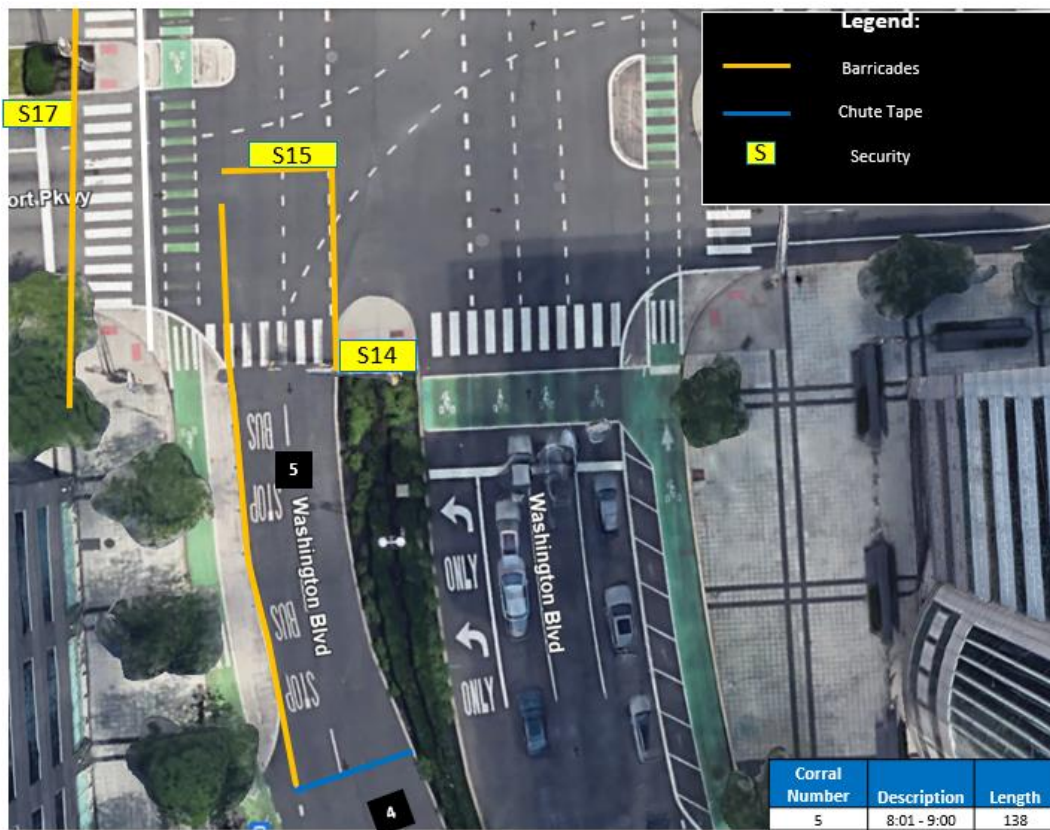 Legend:
Barricades
Chute Tape
S
Security
S17
S15
ort Pkwy
S14
BUS
5
STOP
Washington Blvd
Washington Blvd
ONLY
BUS
STOP
ONLY
4
Corral Number
Description
Length
5
8:01 - 9:00
138